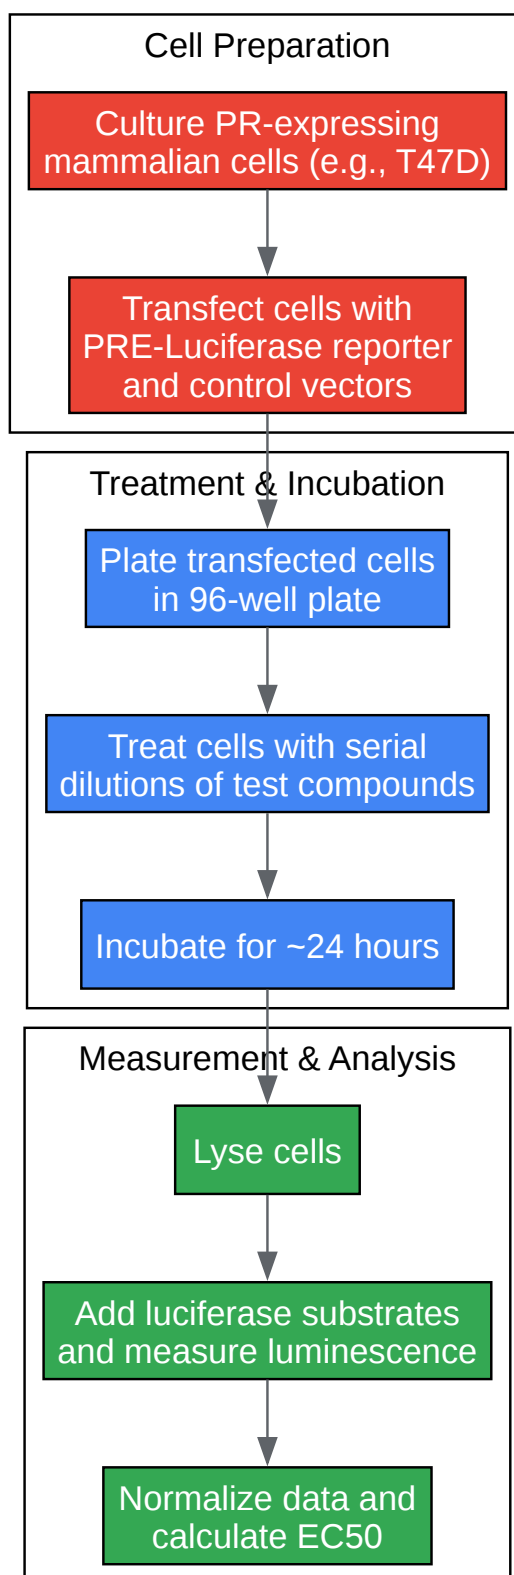 Cell Preparation
Culture PR-expressing
mammalian cells (e.g., T47D)
Transfect cells with
PRE-Luciferase reporter
and control vectors
Treatment & Incubation
Plate transfected cells
in 96-well plate
Treat cells with serial
dilutions of test compounds
Incubate for ~24 hours
Measurement & Analysis
Lyse cells
Add luciferase substrates
and measure luminescence
Normalize data and
calculate EC50